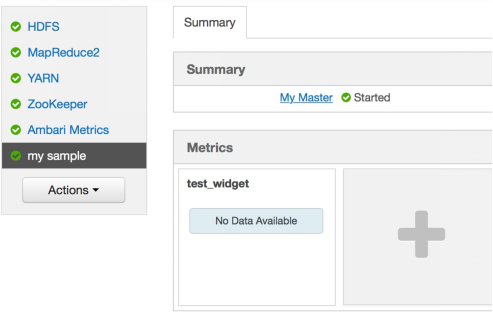 HDFS
MapReduce2
YARN
ZooKeeper
Ambari Metrics
my sample
Actions
Summary
Summary
My Master Started
Metrics
test_widget
No Data Available